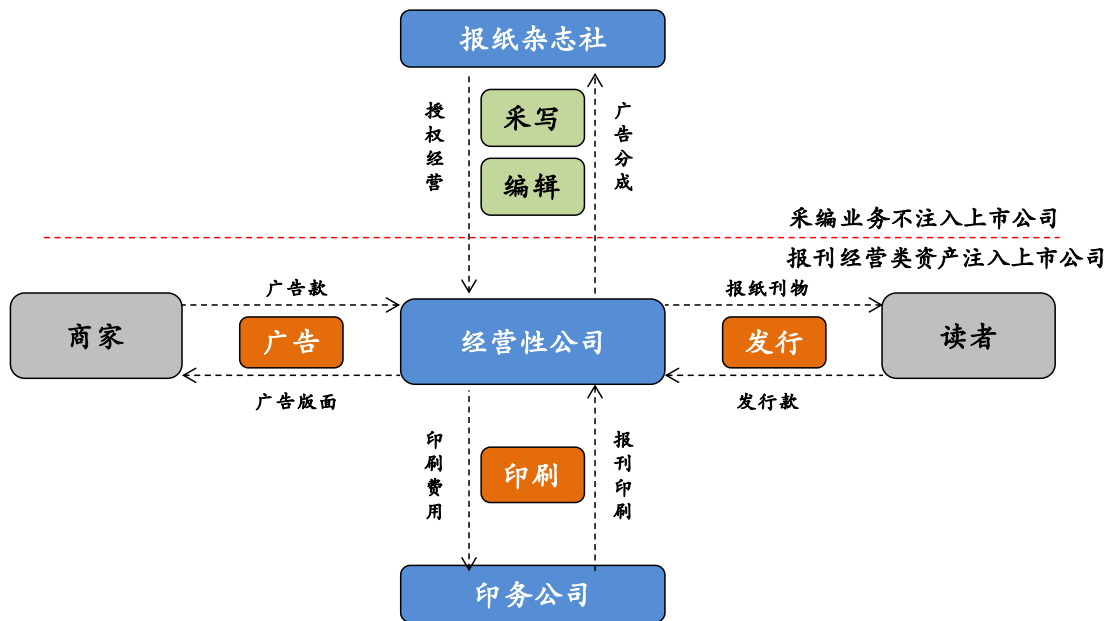 报纸杂志社
授权经营
采写
广告分成
编辑
采编业务不注入上市公司
报刊经营类资产注入上市公司
广告款
报纸刊物
商家
广告
经营性公司
发行
读者
广告版面
发行款
印刷费用
印刷
报刊印刷
印务公司